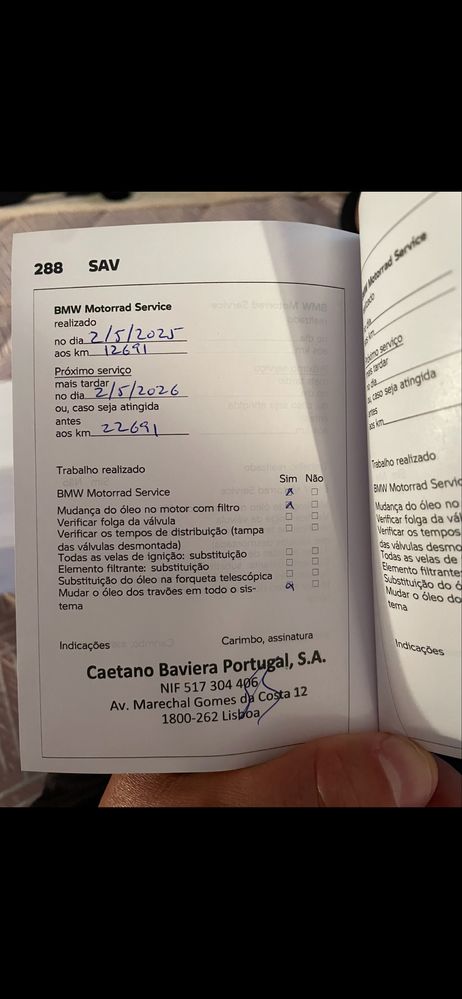 288 SAV
BMW Motorrad Service
realizado
no dia 2/5/2025
aos km 12691
Próximo serviço
mais tardar
no dia 2/5/2026
ou, caso seja atingida
antes
aos km 22691
Trabalho realizado
Sim Não
BMW Motorrad Service
Mudança do óleo no motor com filtro
Verificar folga da válvula
Verificar os tempos de distribuição (tampa
das válvulas desmontada)
Todas as velas de ignição: substituição
Elemento filtrante: substituição
Substituição do óleo na forqueta telescópica
Mudar o óleo dos travões em todo o sis-
tema
Indicações
Carimbo, assinatura
Caetano Baviera Portugal, S.A.
NIF 517 304 406
Av. Marechal Gomes da Costa 12
1800-262 Lisboa
Motorrad Service
Próximo serviço
mais tardar
no dia
ou, caso seja atingida
antes
aos km
Trabalho realizado
BMW Motorrad Servic
Mudança do óleo no
Verificar folga da vál
Verificar os tempos
das válvulas desmo
Todas as velas de
Elemento filtrante
Substituição do ó
Mudar o óleo do
tema
Indicações